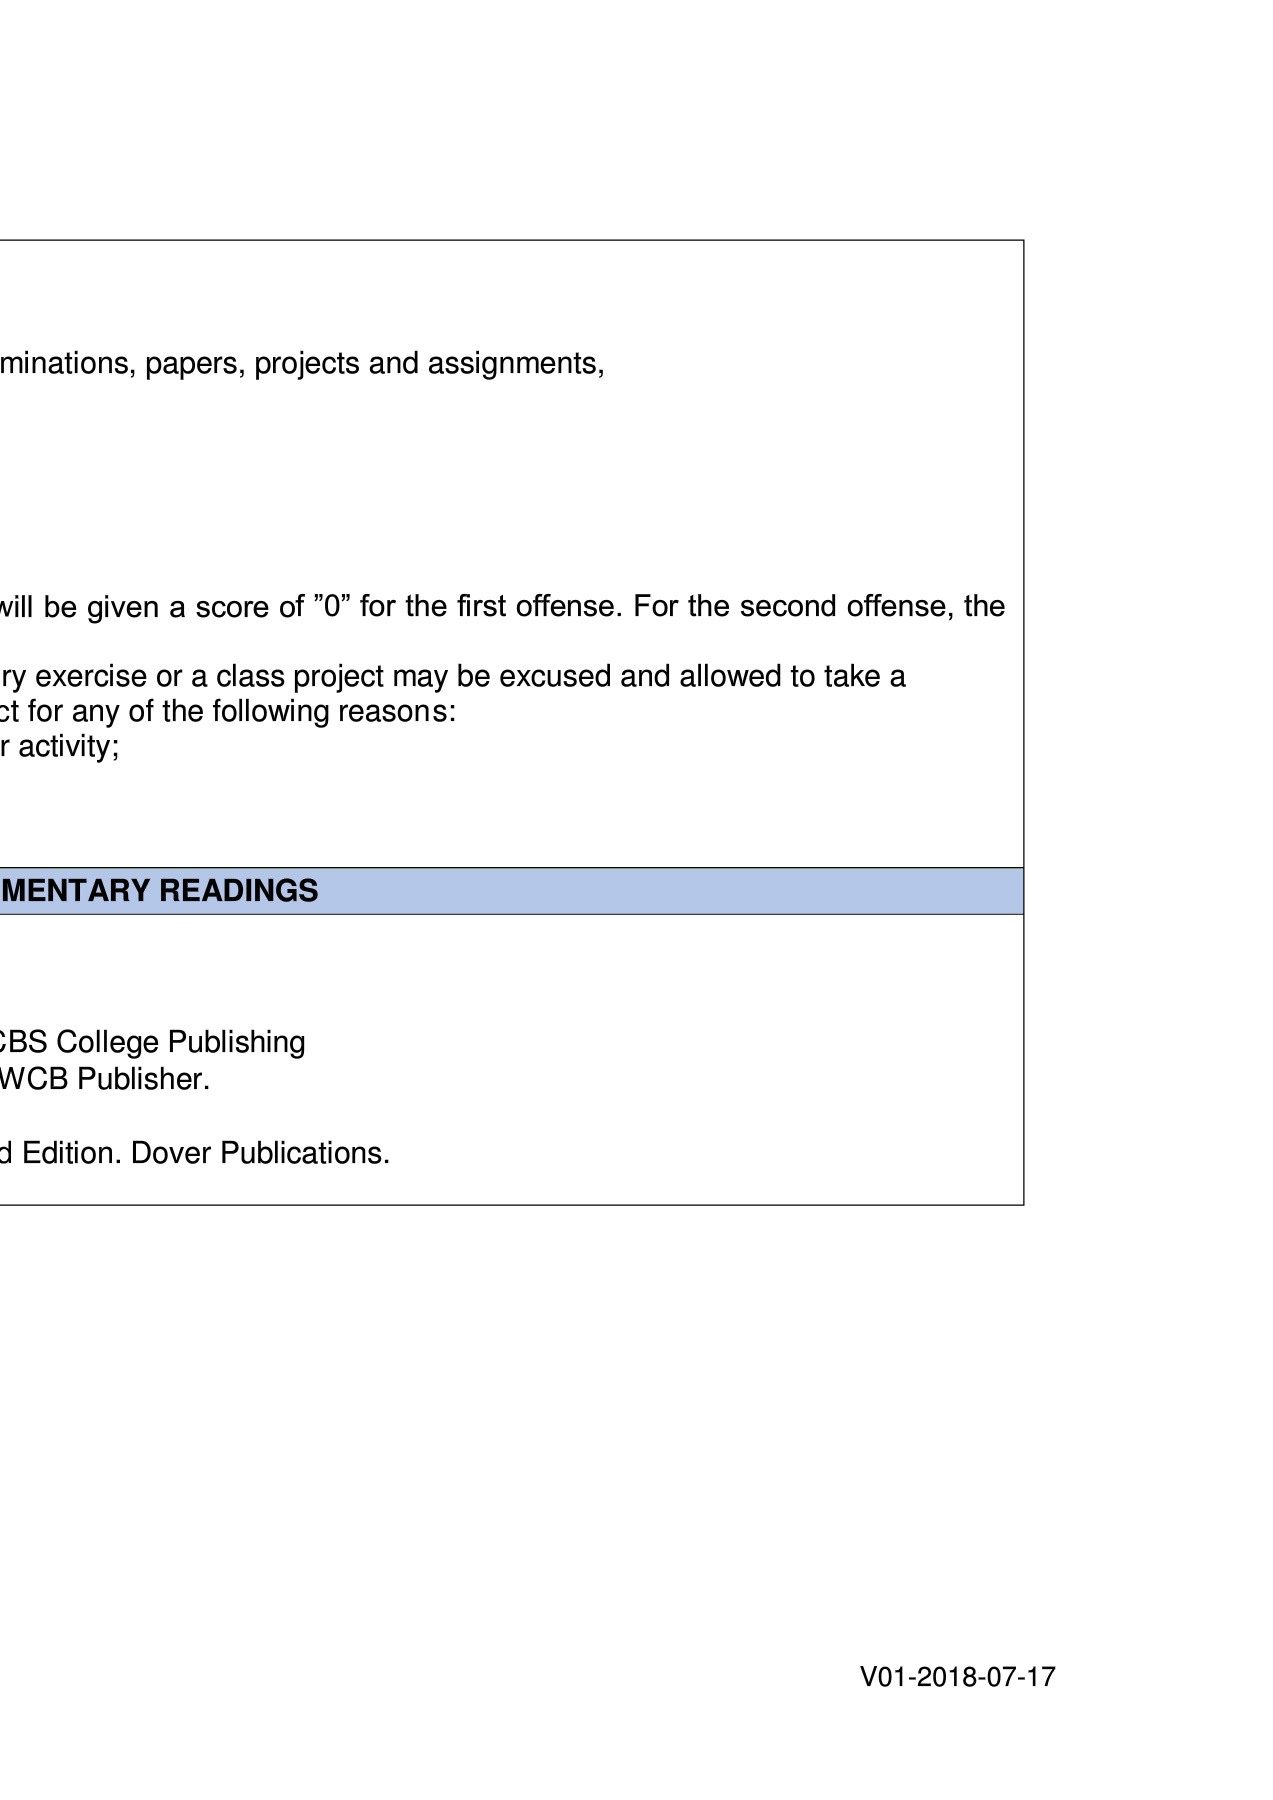 minations, papers, projects and assignments,
will be given a score of ”0” for the first offense. For the second offense, the
ry exercise or a class project may be excused and allowed to take a
ct for any of the following reasons:
r activity;
MENTARY READINGS
CBS College Publishing
WCB Publisher.
d Edition. Dover Publications.
V01-2018-07-17